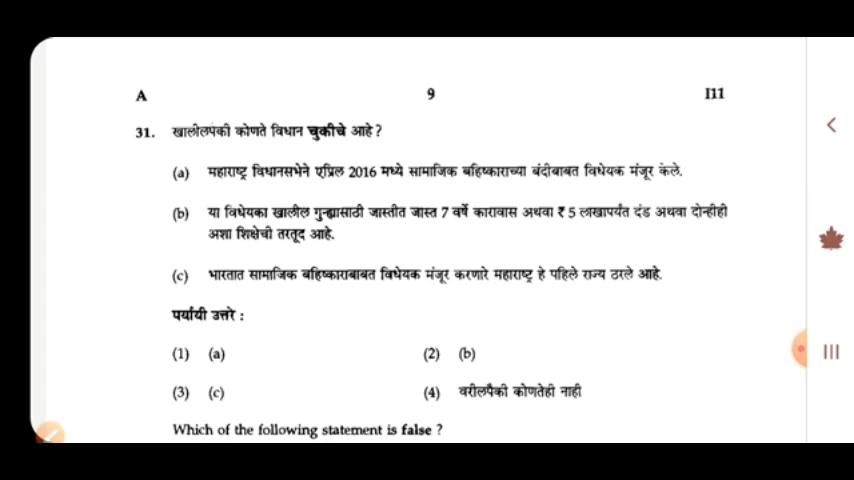 A 9 I11
31. खालीलपैकी कोणते विधान चुकीचे आहे ?
(a) महाराष्ट्र विधानसभेने एप्रिल 2016 मध्ये सामाजिक बहिष्काराच्या बंदीबाबत विधेयक मंजूर केले.
(b) या विधेयका खालील गुन्ह्यासाठी जास्तीत जास्त 7 वर्षे कारावास अथवा ₹ 5 लाखापर्यंत दंड अथवा दोन्हीही
अशा शिक्षेची तरतूद आहे.
(c) भारतात सामाजिक बहिष्काराबाबत विधेयक मंजूर करणारे महाराष्ट्र हे पहिले राज्य ठरले आहे.
पर्यायी उत्तरे :
(1) (a) (2) (b)
(3) (c) (4) वरीलपैकी कोणतेही नाही
Which of the following statement is false ?